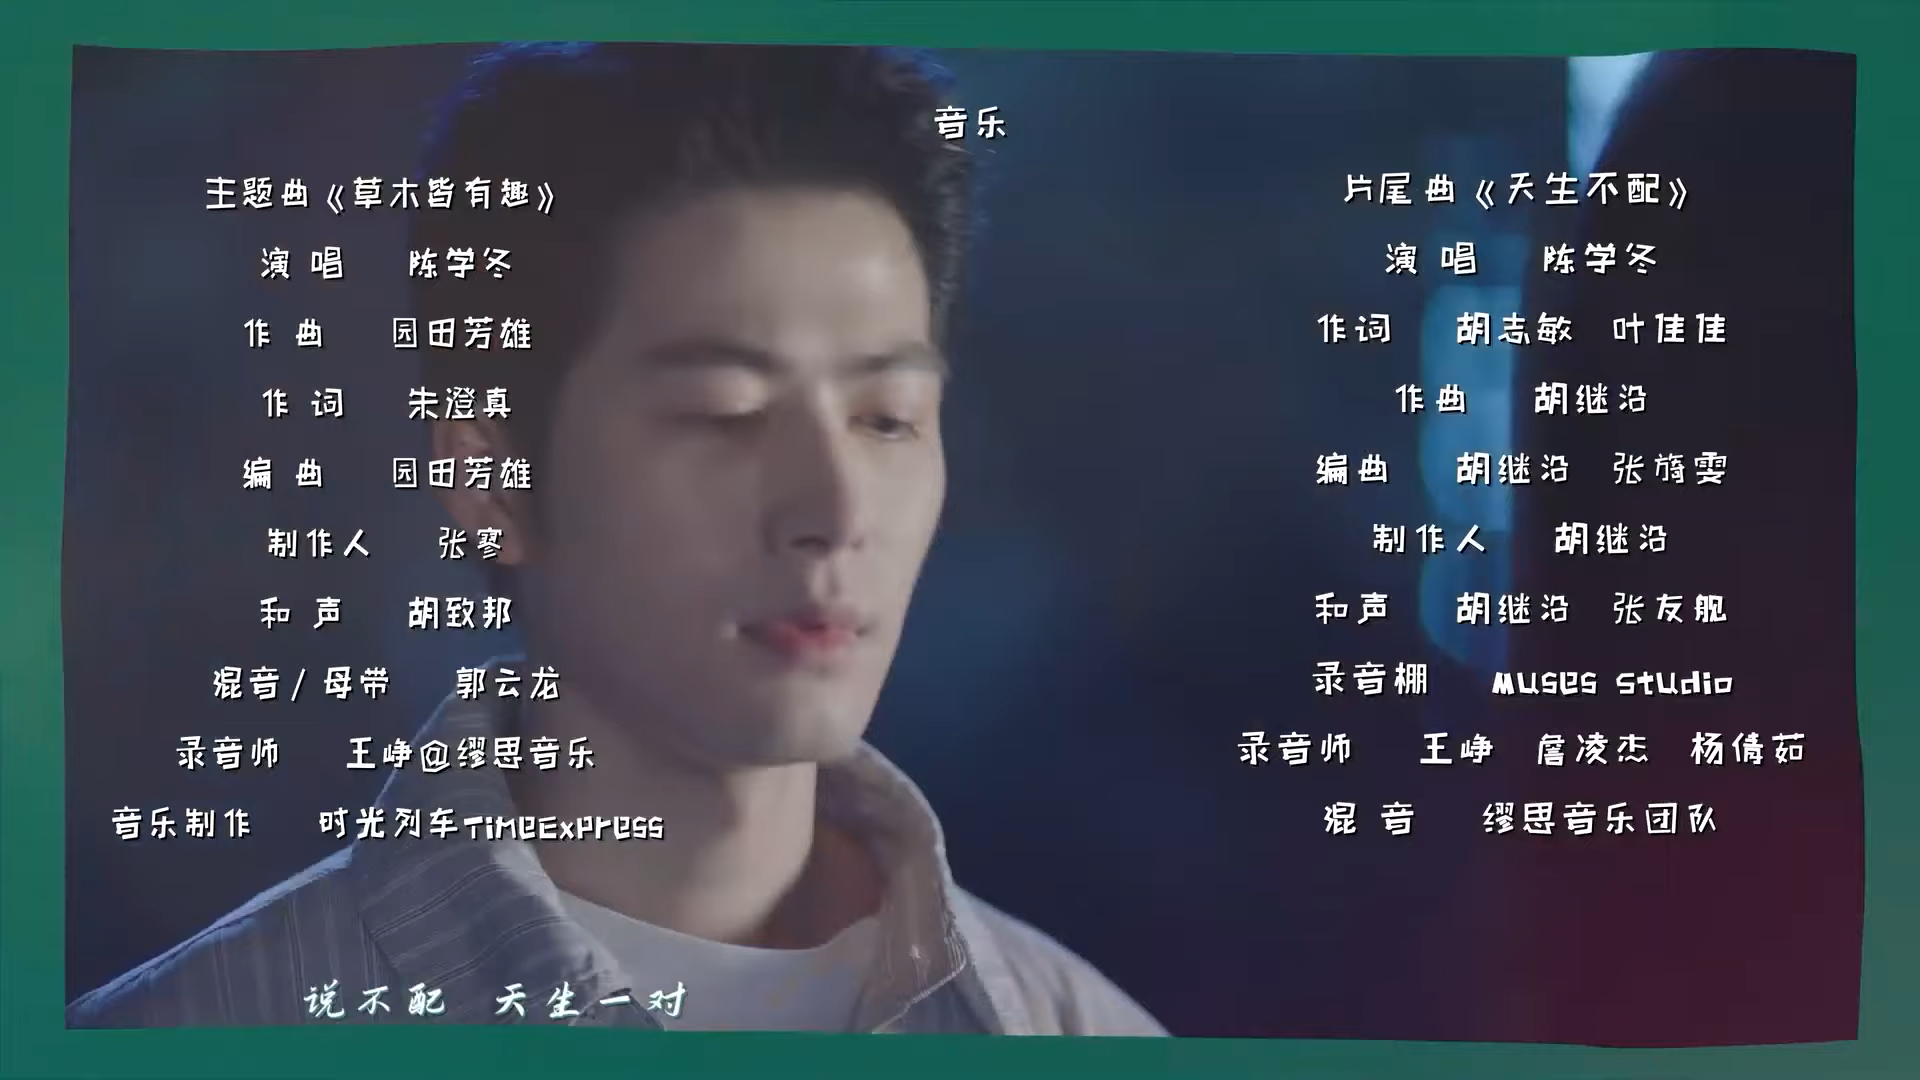 音乐
主题曲《草木皆有趣》
演 唱 陈学冬
作 曲 园田芳雄
作 词 朱澄真
编 曲 园田芳雄
制作人 张寒
和 声 胡致邦
混音/母带 郭云龙
录音师 王峥@缪思音乐
音乐制作 时光列车TimeExpress
片尾曲《天生不配》
演 唱 陈学冬
作词 胡志敏 叶佳佳
作曲 胡继沿
编曲 胡继沿 张旖雯
制作人 胡继沿
和声 胡继沿 张友舰
录音棚 Muses studio
录音师 王峥 詹凌杰 杨倩茹
混 音 缪思音乐团队
说不配 天生一对